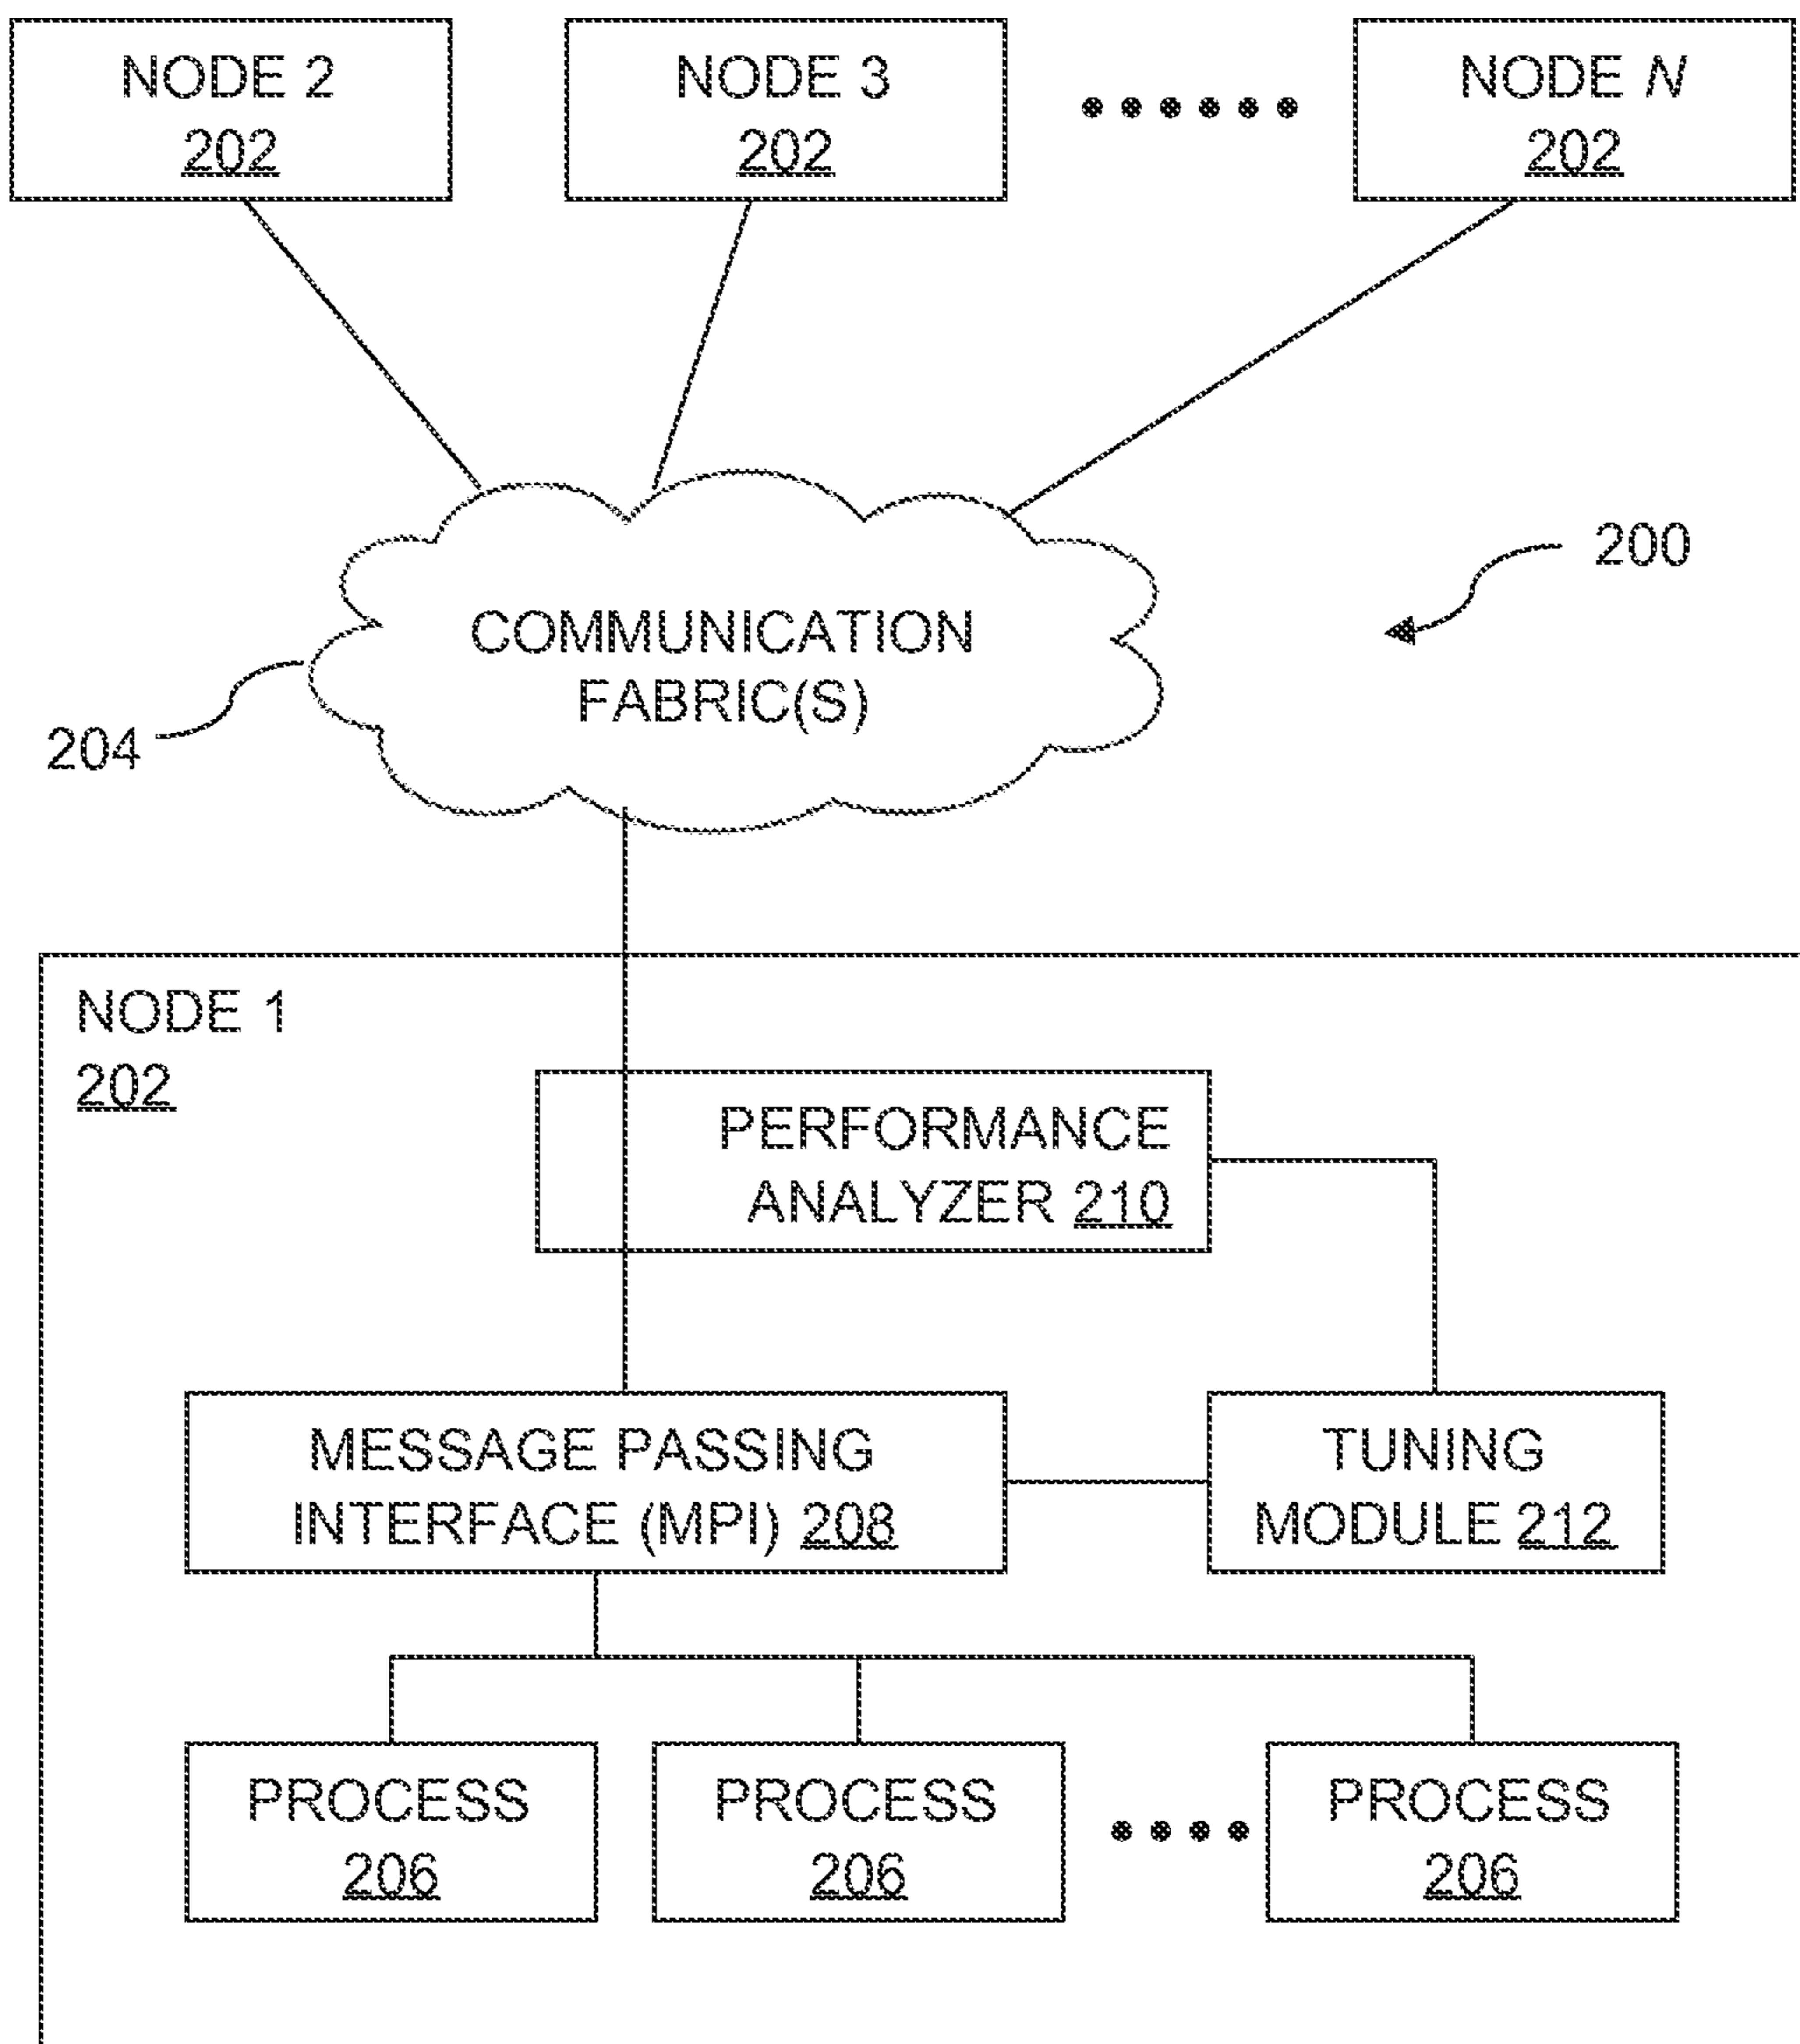 NODE 2
202
NODE 3
202
NODE N
202
200
COMMUNICATION
FABRIC(S)
204
NODE 1
202
PERFORMANCE
ANALYZER 210
MESSAGE PASSING
INTERFACE (MPI) 208
TUNING
MODULE 212
PROCESS
206
PROCESS
206
PROCESS
206